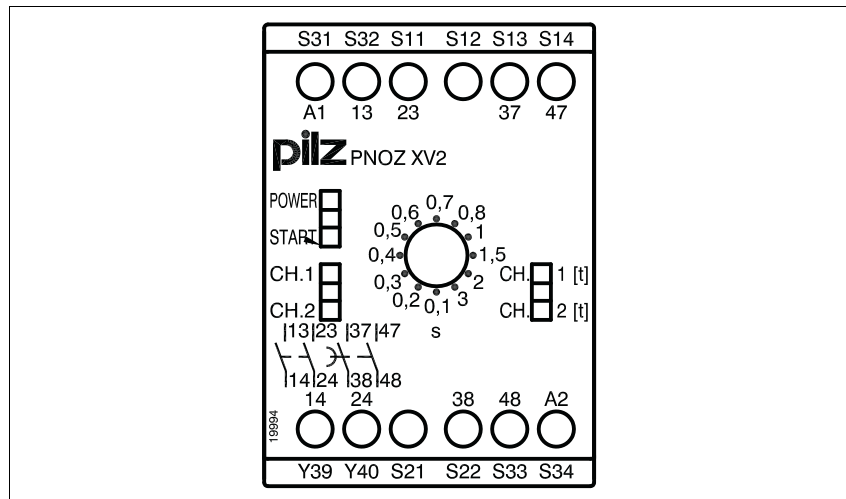 S31 S32 S11 S12 S13 S14
A1 13 23 37 47
pilz PNOZ XV2
POWER
START
CH.1
CH.2
0,7
0,6 0,8
0,5 1
0,4 1,5
0,3 2
0,2 0,1 3
s
CH. 1 [t]
CH. 2 [t]
|13|23 |37|47
|14|24 |38|48
14 24 38 48 A2
19994
Y39 Y40 S21 S22 S33 S34